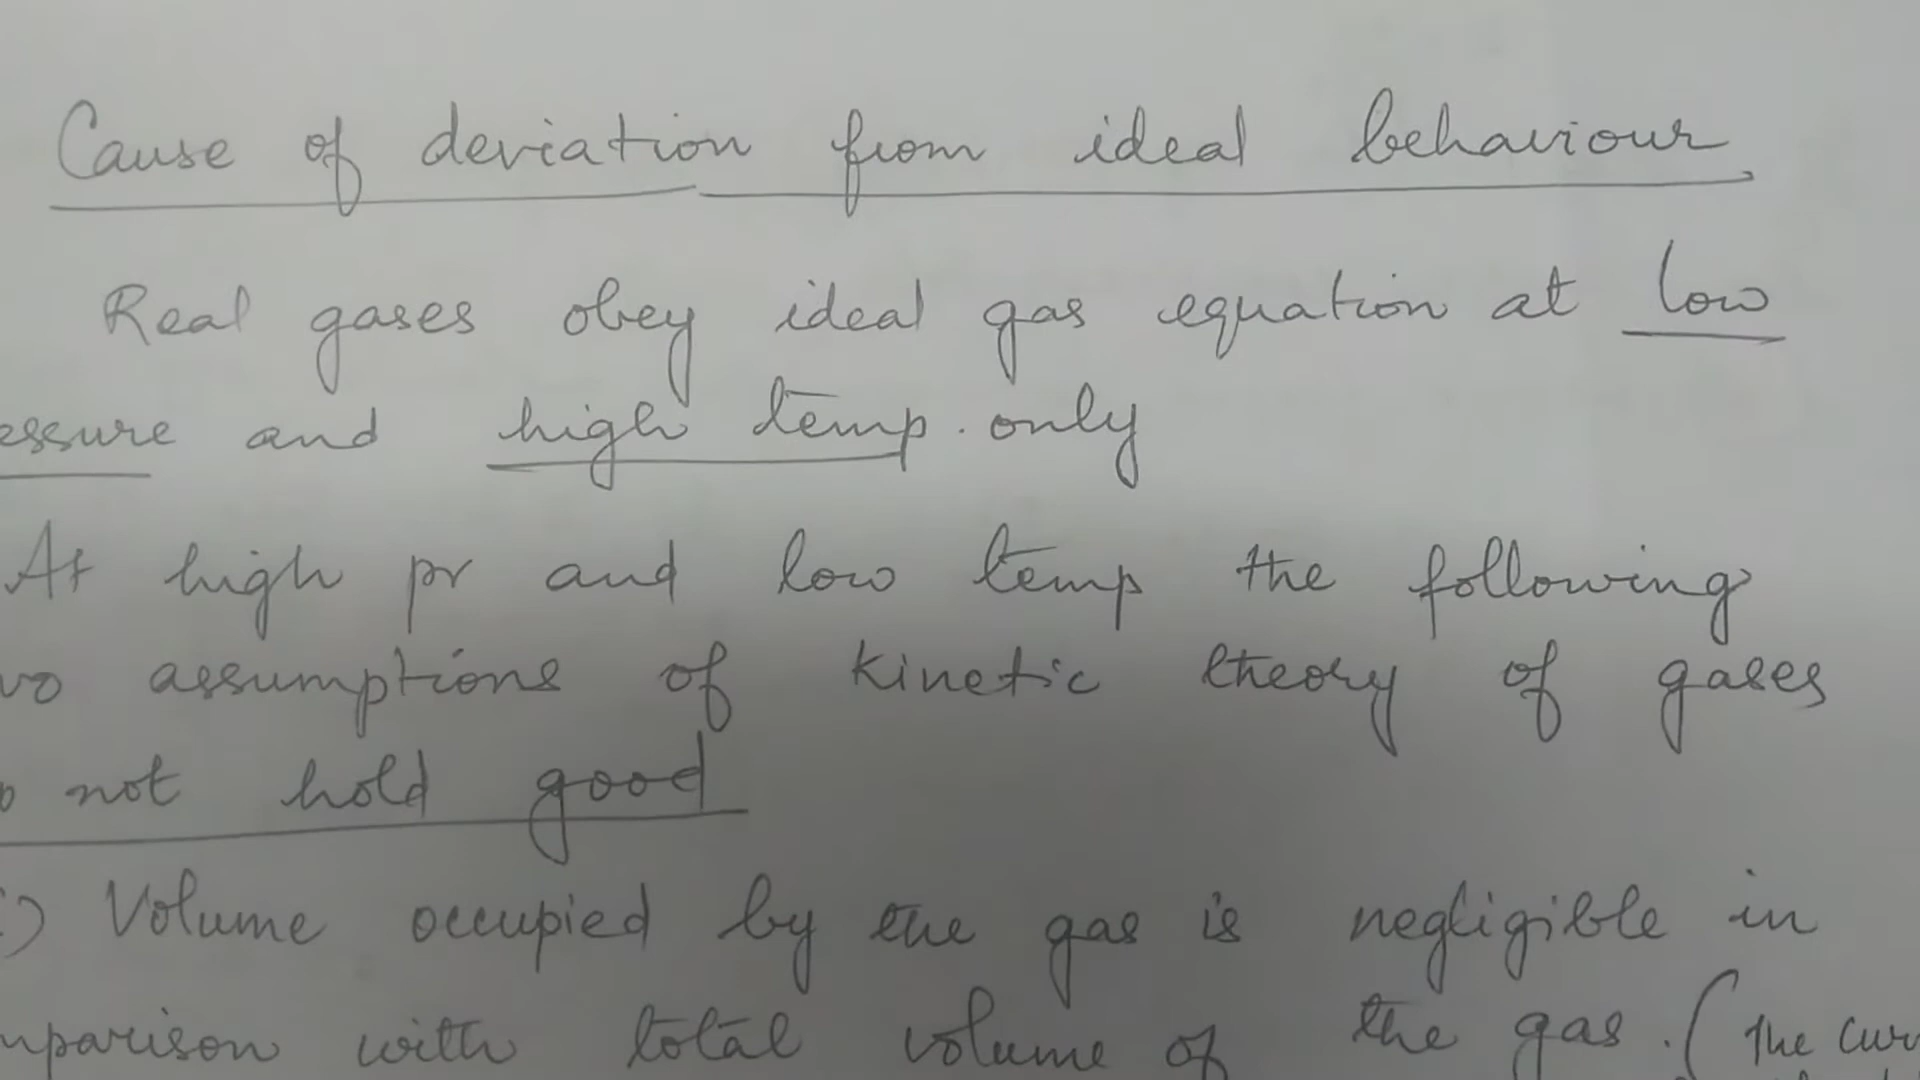 Cause of deviation from ideal behaviour
Real gases obey ideal gas equation at low
essure and high temp. only
At high pr and low temp the following
wo assumptions of kinetic theory of gases
o not hold good
i) Volume occupied by the gas is negligible in
mparison with total volume of the gas. (The cur